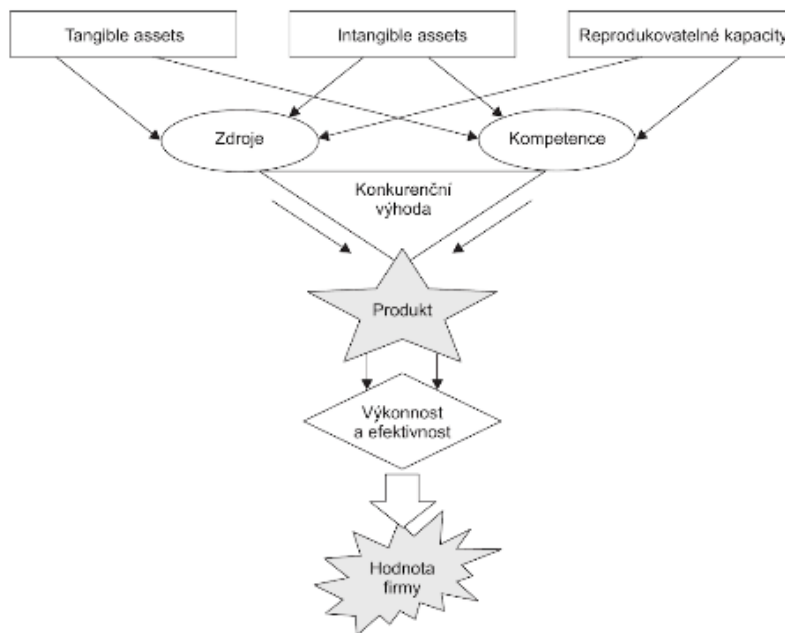 Tangible assets
Intangible assets
Reprodukovatelné kapacity
Zdroje
Kompetence
Konkurenční
výhoda
Produkt
Výkonnost
a efektivnost
Hodnota
firmy